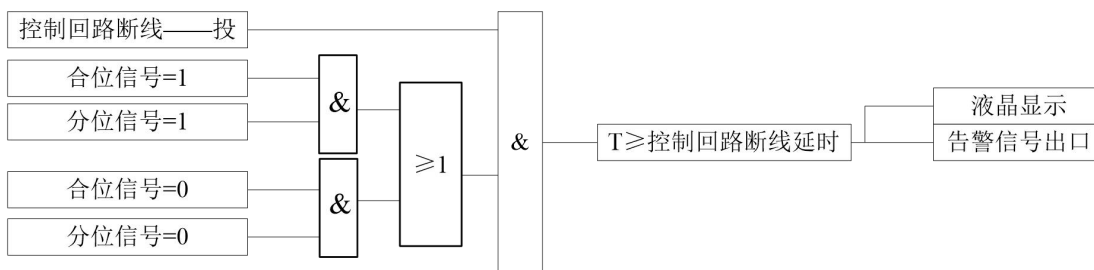 控制回路断线——投
合位信号=1
分位信号=1
&
合位信号=0
分位信号=0
&
≥1
&
T≥控制回路断线延时
液晶显示
告警信号出口